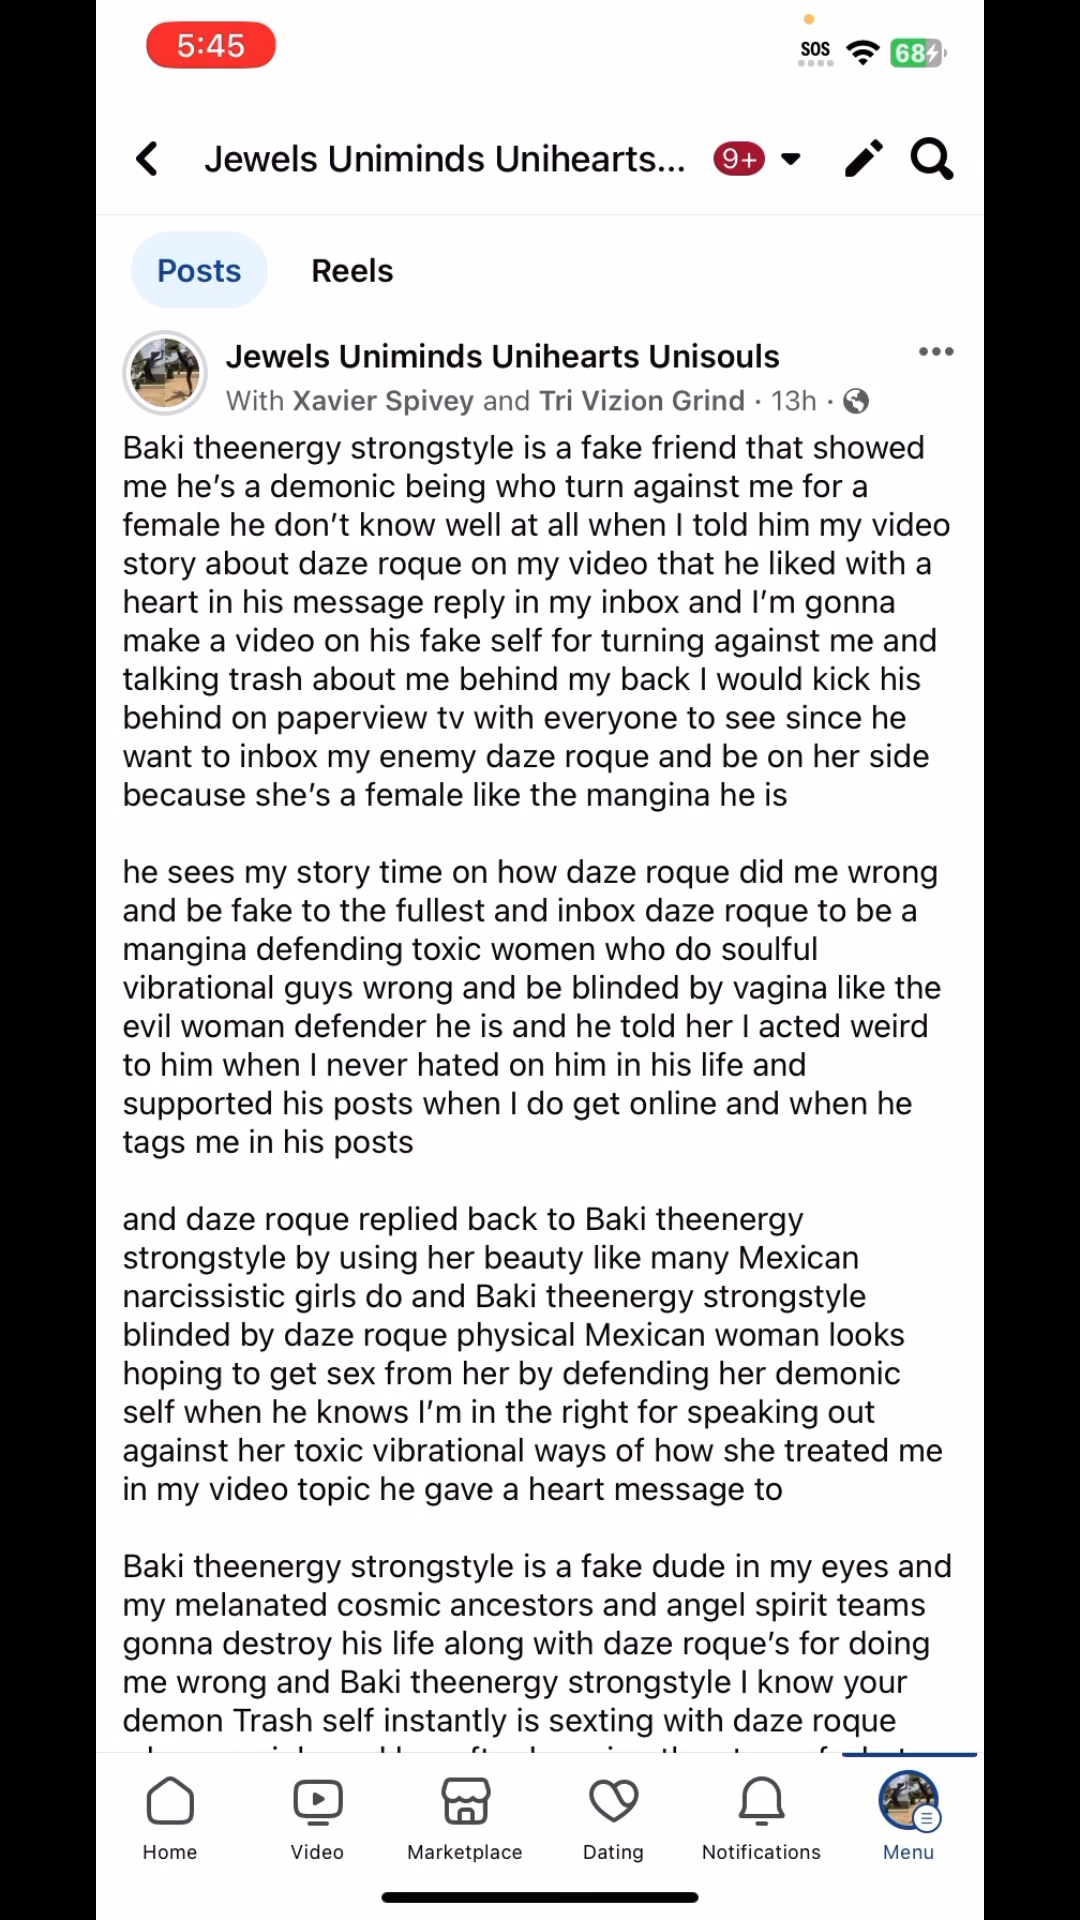 5:45
SOS
68
Jewels Uniminds Unihearts...
9+
Posts
Reels
Jewels Uniminds Unihearts Unisouls
With Xavier Spivey and Tri Vizion Grind · 13h ·
Baki theenergy strongstyle is a fake friend that showed
me he’s a demonic being who turn against me for a
female he don’t know well at all when I told him my video
story about daze roque on my video that he liked with a
heart in his message reply in my inbox and I’m gonna
make a video on his fake self for turning against me and
talking trash about me behind my back I would kick his
behind on paperview tv with everyone to see since he
want to inbox my enemy daze roque and be on her side
because she’s a female like the mangina he is
he sees my story time on how daze roque did me wrong
and be fake to the fullest and inbox daze roque to be a
mangina defending toxic women who do soulful
vibrational guys wrong and be blinded by vagina like the
evil woman defender he is and he told her I acted weird
to him when I never hated on him in his life and
supported his posts when I do get online and when he
tags me in his posts
and daze roque replied back to Baki theenergy
strongstyle by using her beauty like many Mexican
narcissistic girls do and Baki theenergy strongstyle
blinded by daze roque physical Mexican woman looks
hoping to get sex from her by defending her demonic
self when he knows I’m in the right for speaking out
against her toxic vibrational ways of how she treated me
in my video topic he gave a heart message to
Baki theenergy strongstyle is a fake dude in my eyes and
my melanated cosmic ancestors and angel spirit teams
gonna destroy his life along with daze roque’s for doing
me wrong and Baki theenergy strongstyle I know your
demon Trash self instantly is sexting with daze roque
Home
Video
Marketplace
Dating
Notifications
Menu